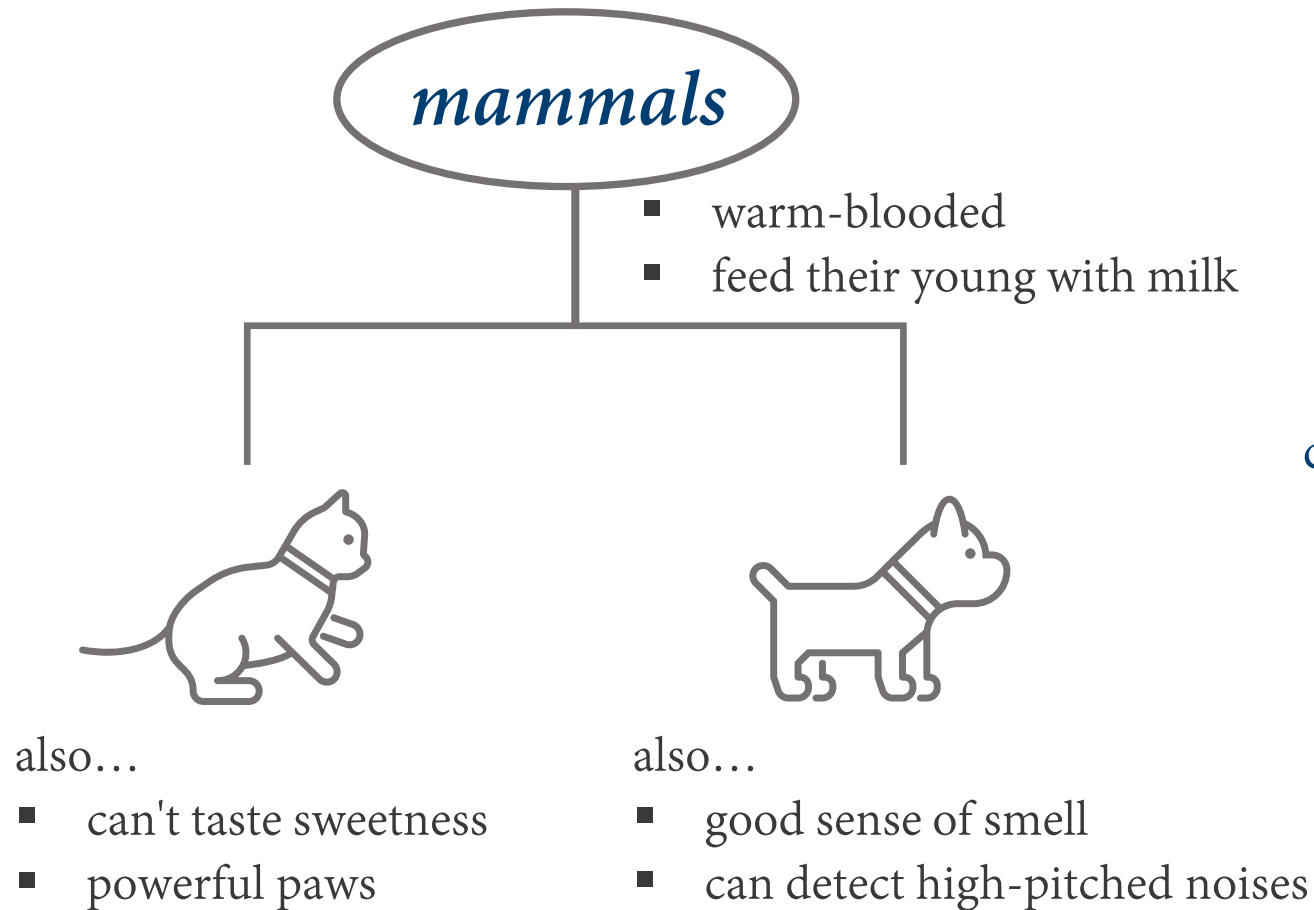 mammals
▪ warm-blooded
▪ feed their young with milk
also…
▪ can't taste sweetness
▪ powerful paws
also…
▪ good sense of smell
▪ can detect high-pitched noises